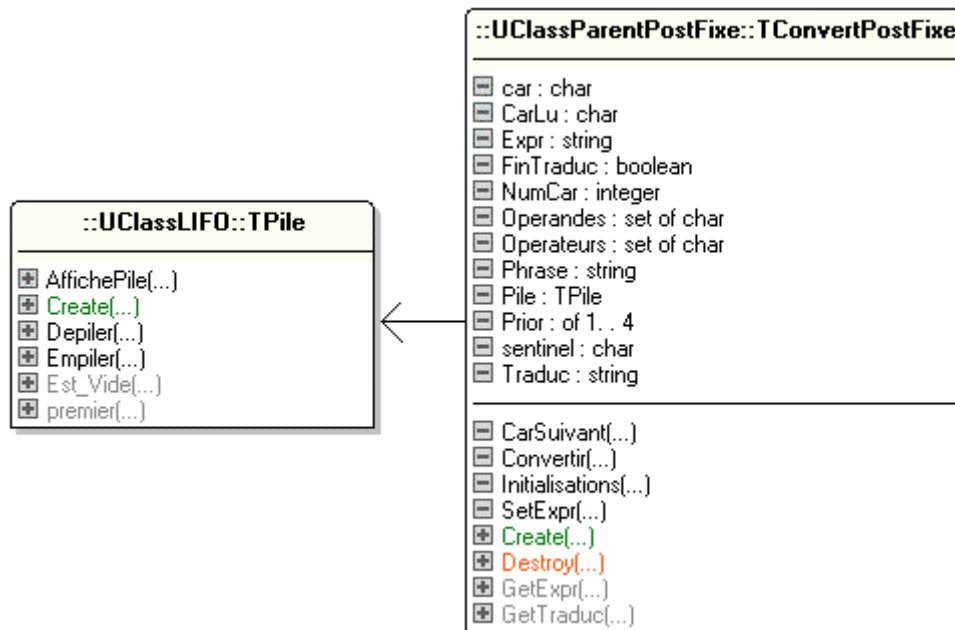 ::UClassLIFO::TPile
AffichePile(...)
Create(...)
Depiler(...)
Empiler(...)
Est_Vide(...)
premier(...)
::UClassParentPostFixe::TConvertPostFixe
car : char
CarLu : char
Expr : string
FinTraduc : boolean
NumCar : integer
Operandes : set of char
Operateurs : set of char
Phrase : string
Pile : TPile
Prior : of 1. . 4
sentinel : char
Traduc : string
CarSuivant(...)
Convertir(...)
Initialisations(...)
SetExpr(...)
Create(...)
Destroy(...)
GetExpr(...)
GetTraduc(...)